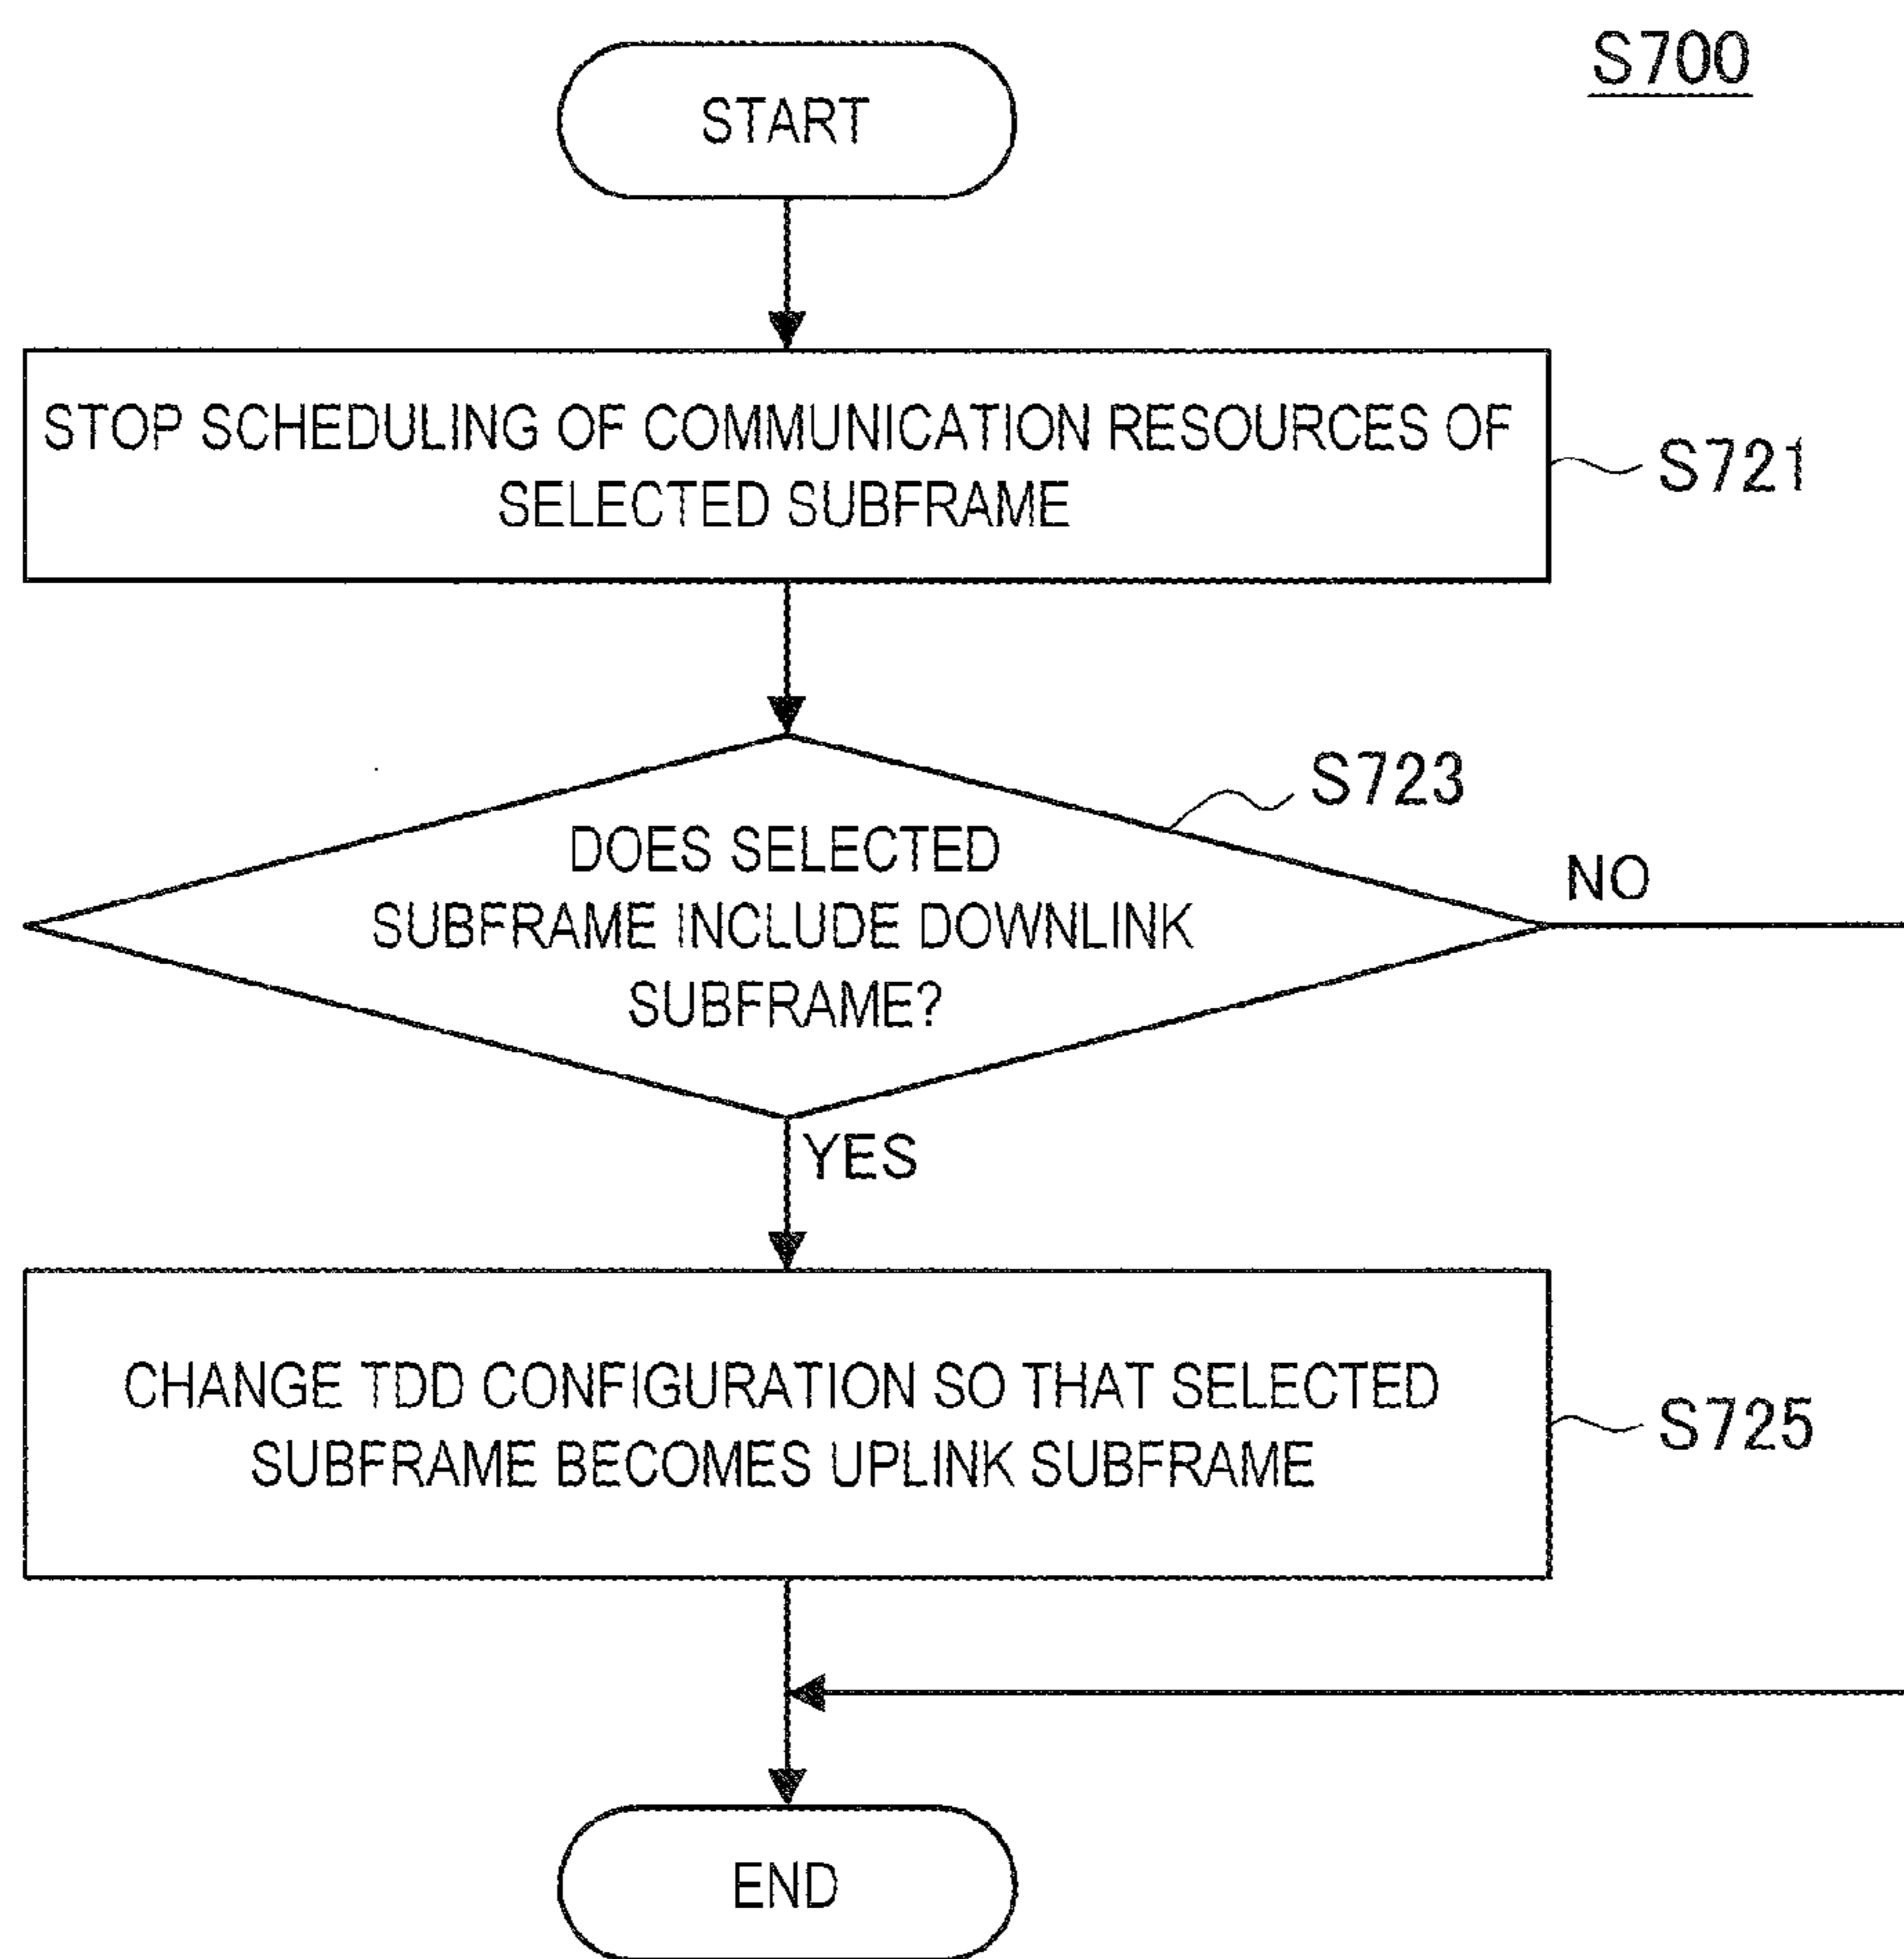 S700
START
STOP SCHEDULING OF COMMUNICATION RESOURCES OF
SELECTED SUBFRAME
S721
S723
DOES SELECTED
SUBFRAME INCLUDE DOWNLINK
SUBFRAME?
NO
YES
CHANGE TDD CONFIGURATION SO THAT SELECTED
SUBFRAME BECOMES UPLINK SUBFRAME
S725
END